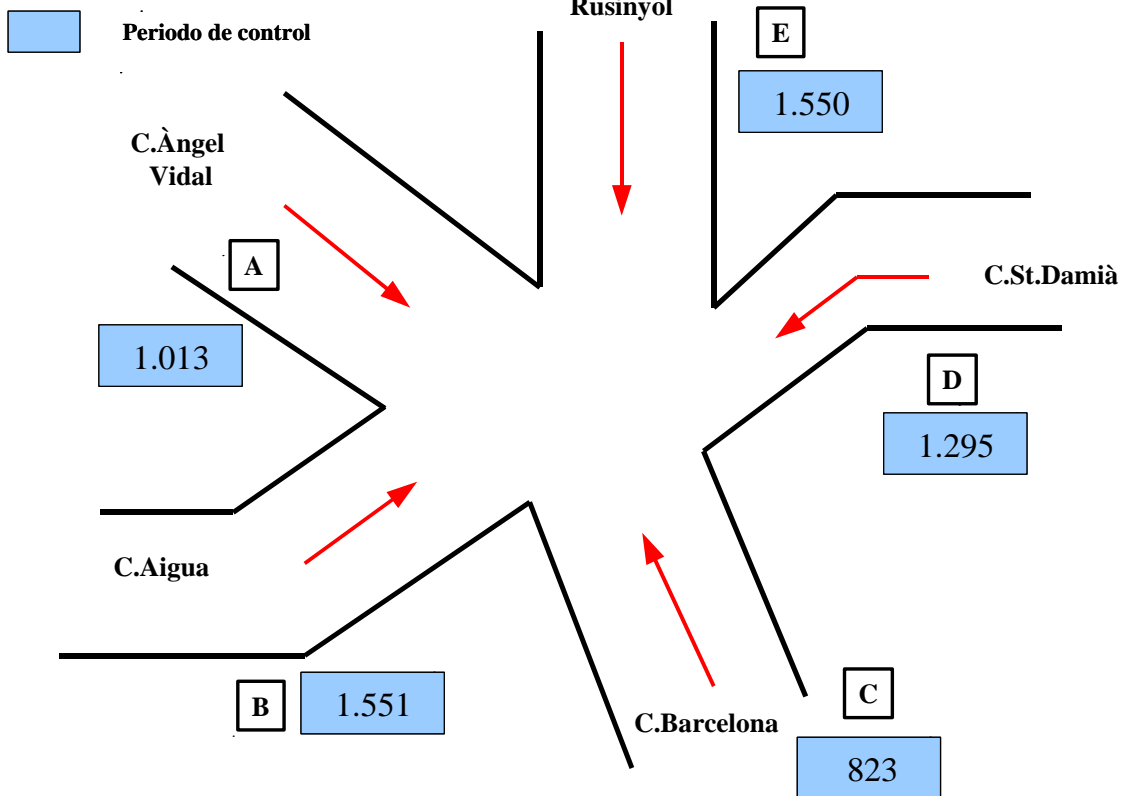 Rusinyol
Periodo de control
E
1.550
C.Àngel
Vidal
A
C.St.Damià
1.013
D
1.295
C.Aigua
B
1.551
C
C.Barcelona
823